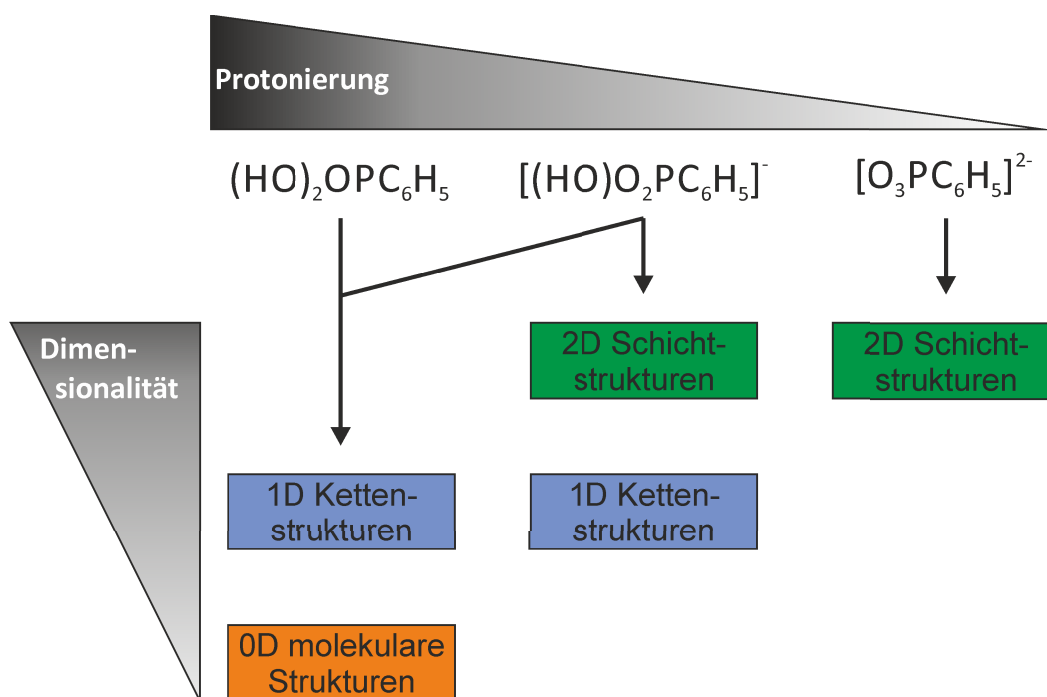 Protonierung
(HO)₂OPC₆H₅
[(HO)O₂PC₆H₅]⁻
[O₃PC₆H₅]²⁻
Dimen-
sionalität
2D Schicht-
strukturen
2D Schicht-
strukturen
1D Ketten-
strukturen
1D Ketten-
strukturen
0D molekulare
Strukturen